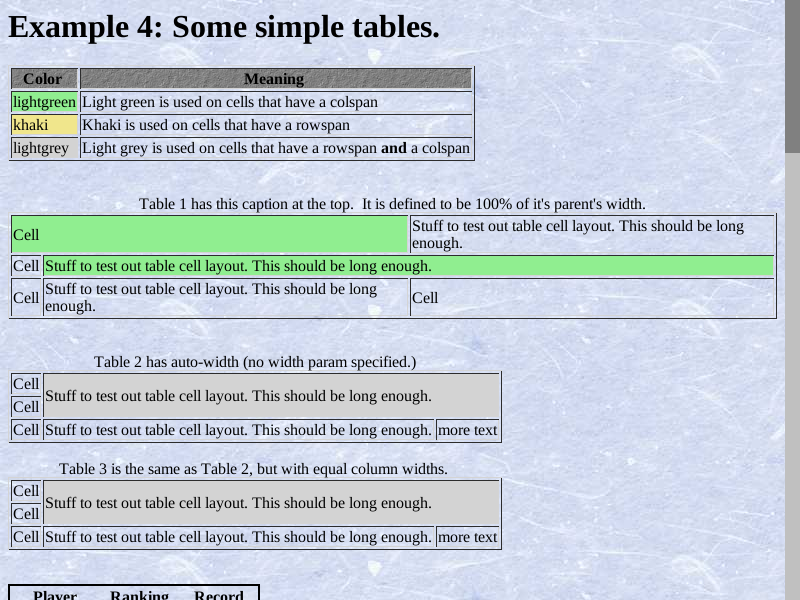 Example 4: Some simple tables.
Color Meaning
lightgreen Light green is used on cells that have a colspan
khaki Khaki is used on cells that have a rowspan
lightgrey Light grey is used on cells that have a rowspan and a colspan
Table 1 has this caption at the top.  It is defined to be 100% of it's parent's width.
Cell Stuff to test out table cell layout. This should be long
enough.
Cell Stuff to test out table cell layout. This should be long enough.
Cell Stuff to test out table cell layout. This should be long
enough.
Cell
Table 2 has auto-width (no width param specified.)
Cell
Stuff to test out table cell layout. This should be long enough.
Cell
Cell Stuff to test out table cell layout. This should be long enough. more text
Table 3 is the same as Table 2, but with equal column widths.
Cell
Stuff to test out table cell layout. This should be long enough.
Cell
Cell Stuff to test out table cell layout. This should be long enough. more text
Player Ranking Record